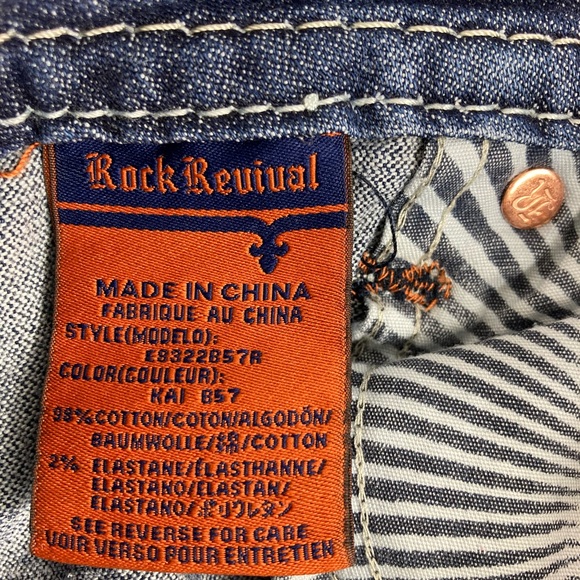 Rock Revival
MADE IN CHINA
FABRIQUE AU CHINA
STYLE(MODELO):
E8322B57R
COLOR(COULEUR):
KAI B57
98%COTTON/COTON/ALGODÓN/
BAUMWOLLE/綿/COTTON
2% ELASTANE/ÉLASTHANNE/
ELASTANO/ELASTAN/
ELASTANO/ポリウレタン
SEE REVERSE FOR CARE
VOIR VERSO POUR ENTRETIEN